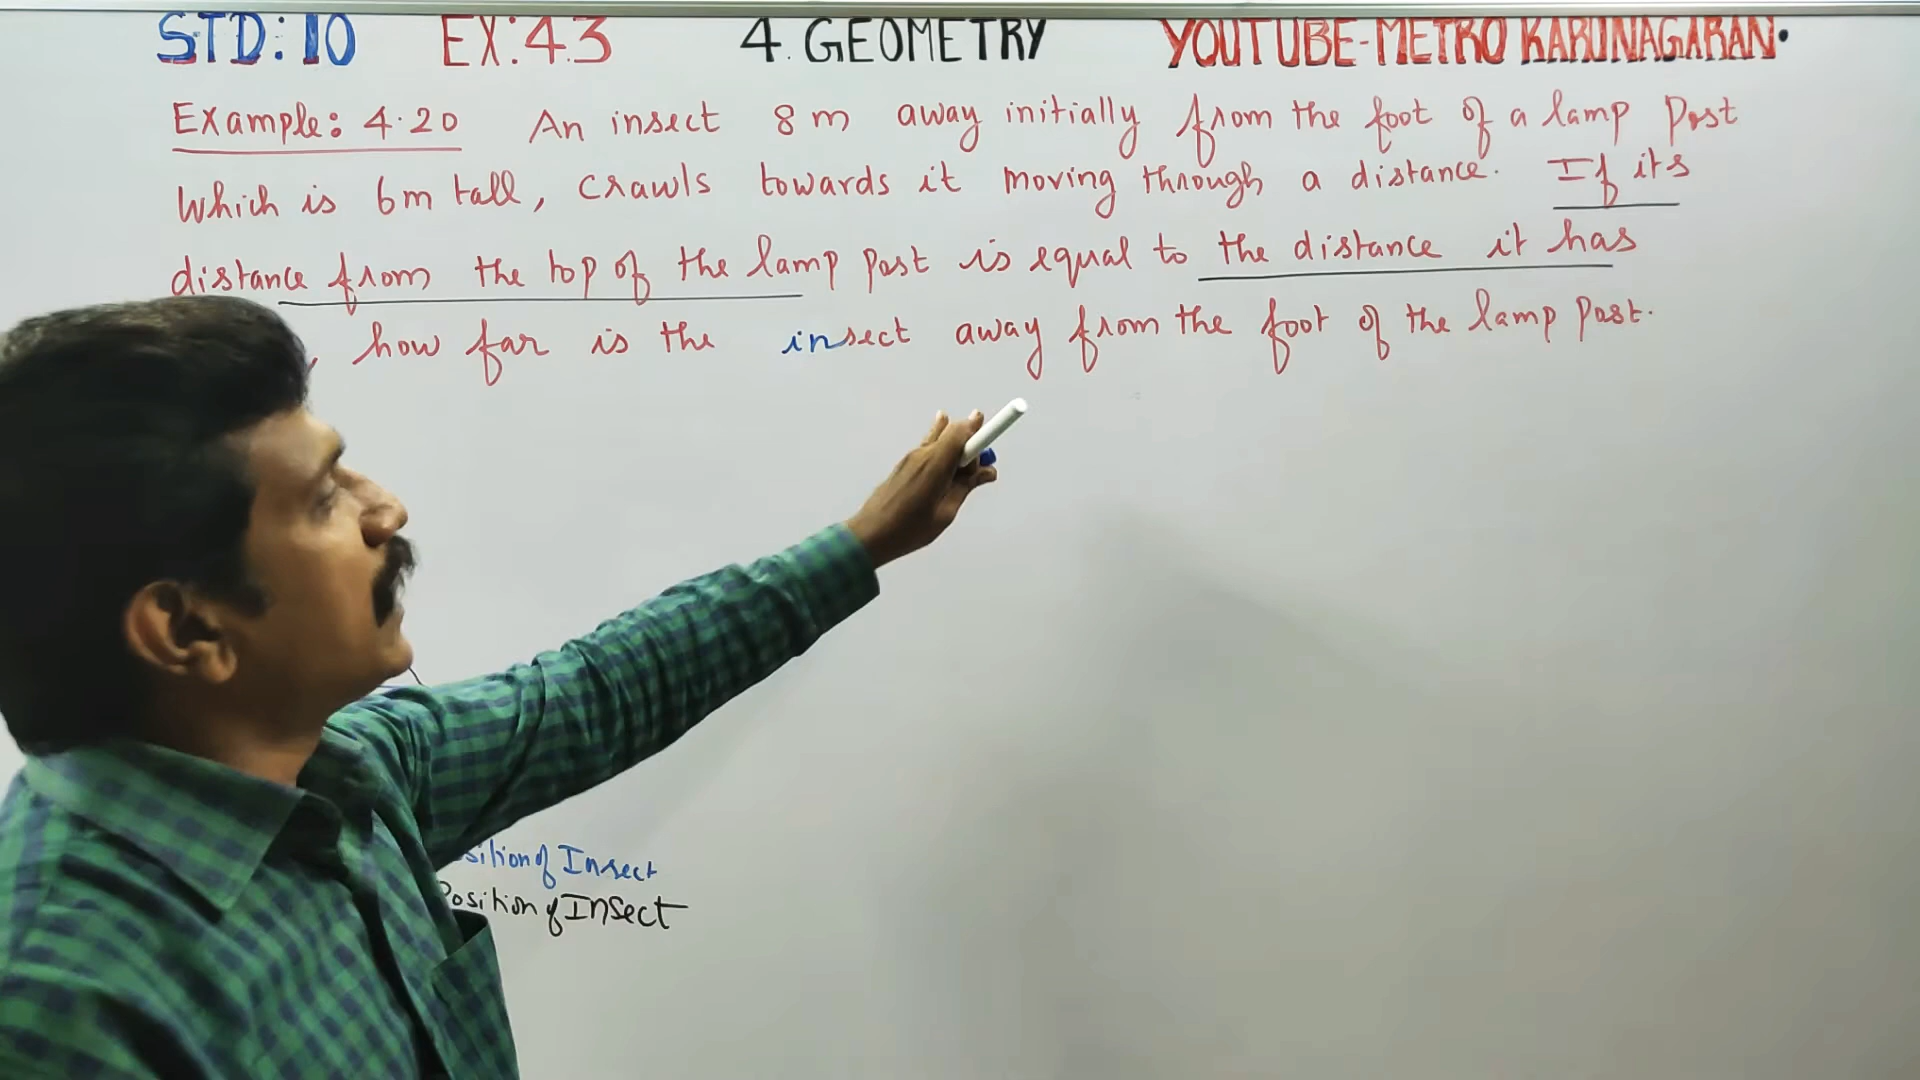 STD:10 EX:4.3 4. GEOMETRY YOUTUBE-METRO KARUNAGARAN.
Example: 4.20 An insect 8m away initially from the foot of a lamp post
Which is 6m tall, crawls towards it moving through a distance. If its
distance from the top of the lamp post is equal to the distance it has
, how far is the insect away from the foot of the lamp post.
of Insect
Position of Insect